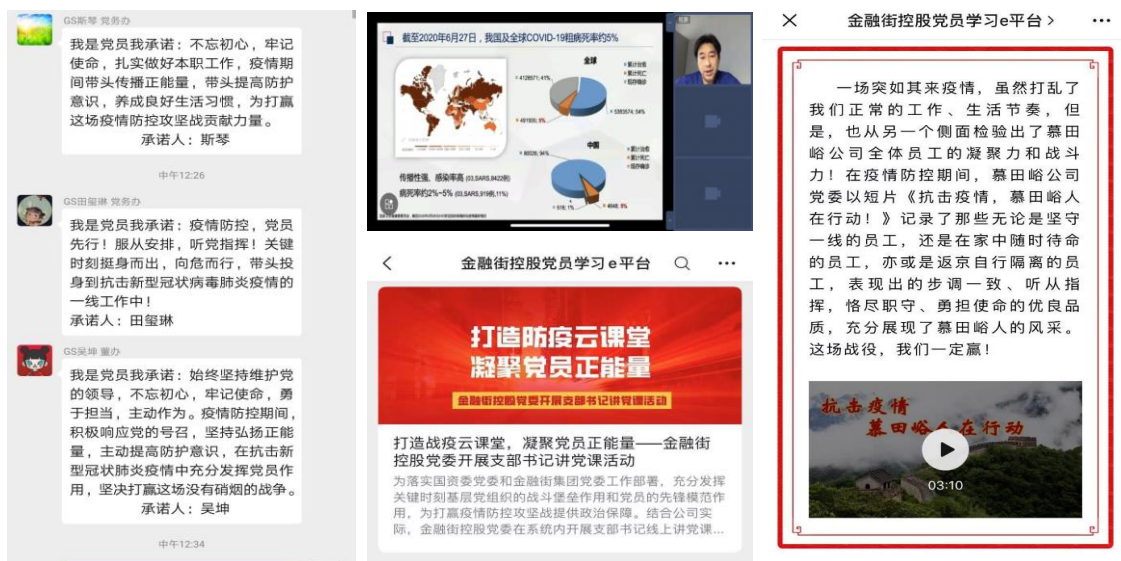 GS斯琴 党务办
我是党员我承诺：不忘初心，牢记
使命，扎实做好本职工作，疫情期
间带头传播正能量，带头提高防护
意识，养成良好生活习惯，为打赢
这场疫情防控攻坚战贡献力量。
承诺人：斯琴
中午12:26
GS田玺琳 党务办
我是党员我承诺：疫情防控，党员
先行！服从安排，听党指挥！关键
时刻挺身而出，向危而行，带头投
身到抗击新型冠状病毒肺炎疫情的
一线工作中！
承诺人：田玺琳
GS吴坤 董办
我是党员我承诺：始终坚持维护党
的领导，不忘初心，牢记使命，勇
于担当，主动作为。疫情防控期间，
积极响应党的号召，坚持弘扬正能
量，主动提高防护意识，在抗击新
型冠状肺炎疫情中充分发挥党员作
用，坚决打赢这场没有硝烟的战争。
承诺人：吴坤
中午12:34
截至2020年6月27日，我国及全球COVID-19粗病死率约5%
全球
4128571; 41%
5383574; 54%
491900; 5%
中国
传播性强、感染率高 (03,SARS,8422例)
病死率约2%~5% (03,SARS,919例,11%)
金融街控股党员学习e平台
打造防疫云课堂
凝聚党员正能量
金融街控股党委开展支部书记讲党课活动
打造战疫云课堂，凝聚党员正能量——金融街
控股党委开展支部书记讲党课活动
为落实国资委党委和金融街集团党委工作部署，充分发挥
关键时刻基层党组织的战斗堡垒作用和党员的先锋模范作
用，为打赢疫情防控攻坚战提供政治保障。结合公司实
际，金融街控股党委在系统内开展支部书记线上讲党课...
金融街控股党员学习e平台
一场突如其来疫情，虽然打乱了
我们正常的工作、生活节奏，但
是，也从另一个侧面检验出了慕田
峪公司全体员工的凝聚力和战斗
力！在疫情防控期间，慕田峪公司
党委以短片《抗击疫情，慕田峪人
在行动！》记录了那些无论是坚守
一线的员工，还是在家中随时待命
的员工，亦或是返京自行隔离的员
工，表现出的步调一致、听从指
挥，恪尽职守、勇担使命的优良品
质，充分展现了慕田峪人的风采。
这场战役，我们一定赢！
抗击疫情
慕田峪人在行动
03:10